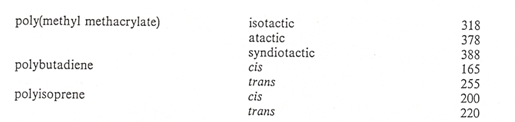 poly(methyl methacrylate) isotactic 318
atactic 378
syndiotactic 388
polybutadiene cis 165
trans 255
polyisoprene cis 200
trans 220